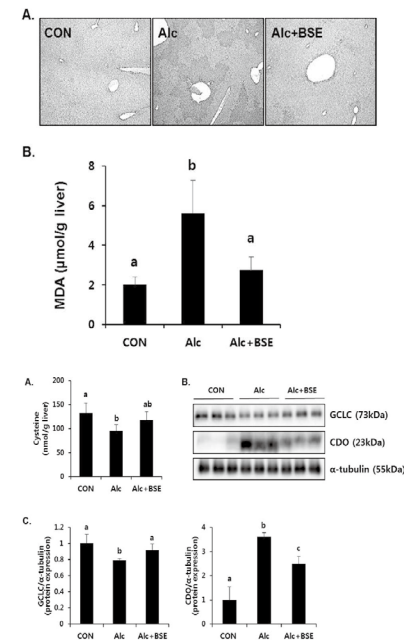 A.
CON Alc Alc+BSE
B.
MDA (μmol/g liver)
8
6
4
2
0
a b a
CON Alc Alc+BSE
A.
Cysteine
(nmol/g liver)
200
150
100
50
0
a b ab
CON Alc Alc+BSE
B.
CON Alc Alc+BSE
GCLC (73kDa)
CDO (23kDa)
α-tubulin (55kDa)
C.
GCLC/α-tubulin
(protein expression)
1.2
1
0.8
0.6
0.4
0.2
0
a b a
CON Alc Alc+BSE
CDO/α-tubulin
(protein expression)
4
3
2
1
0
a b c
CON Alc Alc+BSE